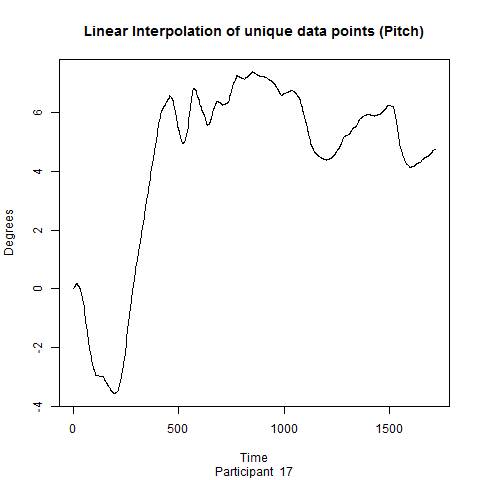 Linear Interpolation of unique data points (Pitch)
Degrees
6
4
2
0
-2
-4
0 500 1000 1500
Time
Participant 17